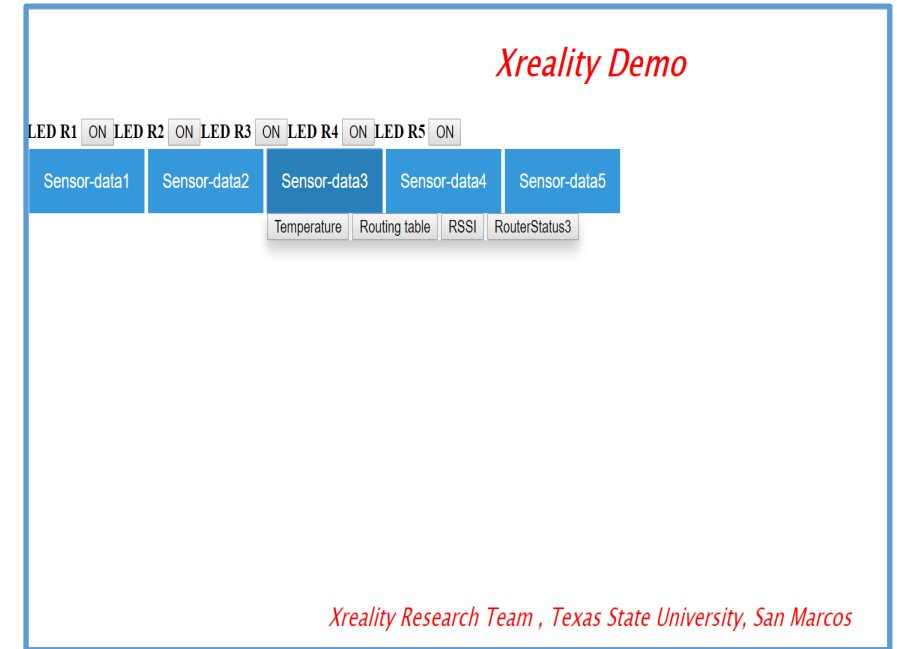 Xreality Demo
LED R1 ON LED R2 ON LED R3 ON LED R4 ON LED R5 ON
Sensor-data1 Sensor-data2 Sensor-data3 Sensor-data4 Sensor-data5
Temperature Routing table RSSI RouterStatus3
Xreality Research Team , Texas State University, San Marcos